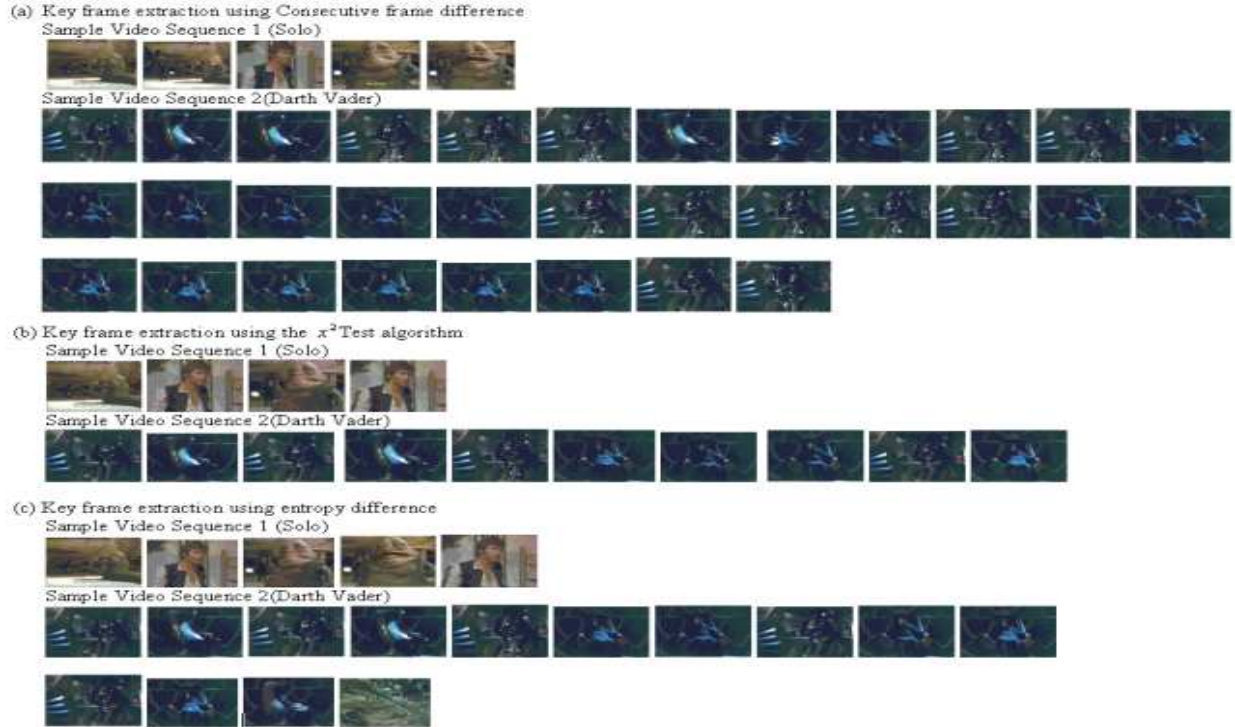 (a) Key frame extraction using Consecutive frame difference
Sample Video Sequence 1 (Solo)
Sample Video Sequence 2(Darth Vader)
(b) Key frame extraction using the x² Test algorithm
Sample Video Sequence 1 (Solo)
Sample Video Sequence 2(Darth Vader)
(c) Key frame extraction using entropy difference
Sample Video Sequence 1 (Solo)
Sample Video Sequence 2(Darth Vader)